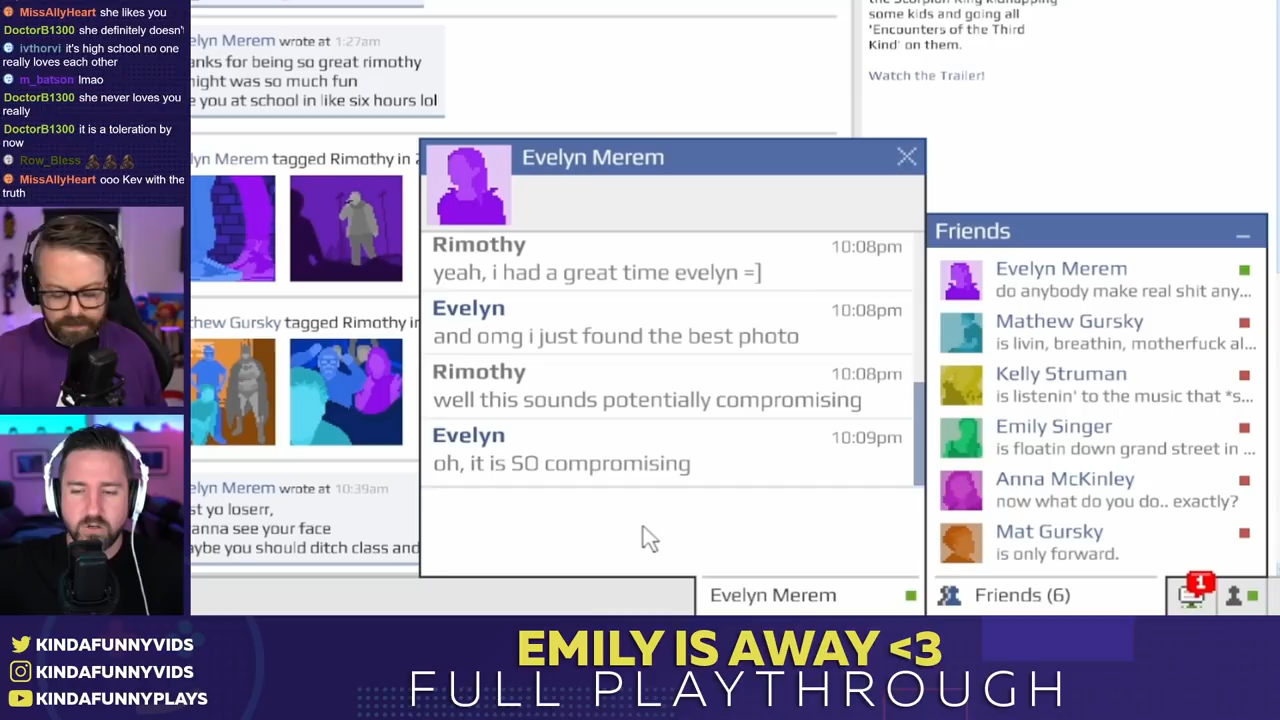 MissAllyHeart she likes you
DoctorB1300 she definitely doesn'
ivthorvi it's high school no one
really loves each other
m_batson lmao
DoctorB1300 she never loves you
really
DoctorB1300 it is a toleration by
now
Row_Bless
MissAllyHeart ooo Kev with the
truth
elyn Merem wrote at 1:27am
anks for being so great rimothy
night was so much fun
e you at school in like six hours lol
lyn Merem tagged Rimothy in 2
hew Gursky tagged Rimothy in
elyn Merem wrote at 10:39am
st yo loserr,
anna see your face
aybe you should ditch class and
Evelyn Merem
Rimothy 10:08pm
yeah, i had a great time evelyn =]
Evelyn 10:08pm
and omg i just found the best photo
Rimothy 10:08pm
well this sounds potentially compromising
Evelyn 10:09pm
oh, it is SO compromising
Evelyn Merem
the Scorpion King kidnapping
some kids and going all
'Encounters of the Third
Kind' on them.
Watch the Trailer!
Friends
Evelyn Merem
do anybody make real shit any...
Mathew Gursky
is livin, breathin, motherfuck al...
Kelly Struman
is listenin' to the music that *s...
Emily Singer
is floatin down grand street in ...
Anna McKinley
now what do you do.. exactly?
Mat Gursky
is only forward.
Friends (6)
1
KINDAFUNNYVIDS
KINDAFUNNYVIDS
KINDAFUNNYPLAYS
EMILY IS AWAY <3
FULL PLAYTHROUGH